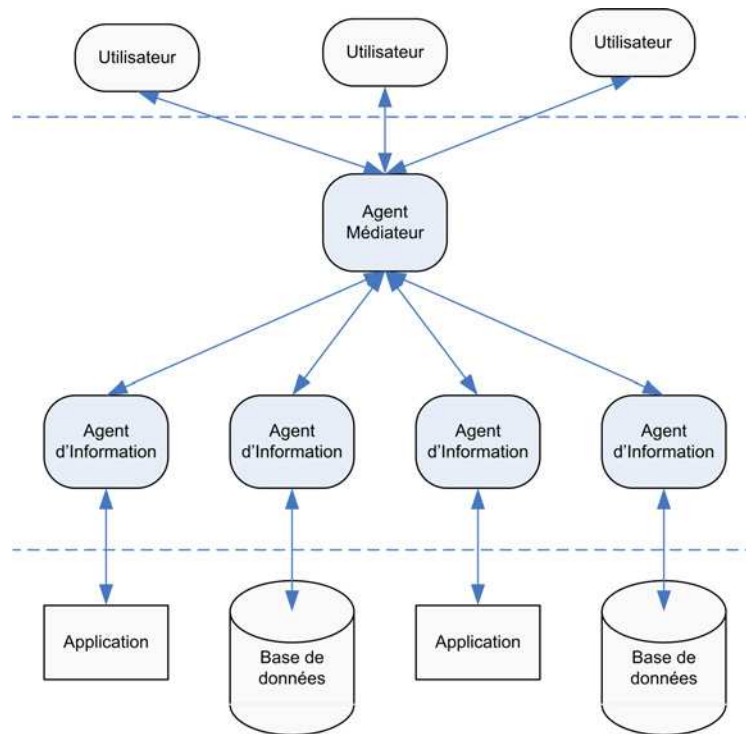 Utilisateur
Utilisateur
Utilisateur
Agent
Médiateur
Agent
d'Information
Agent
d'Information
Agent
d'Information
Agent
d'Information
Application
Base de
données
Application
Base de
données